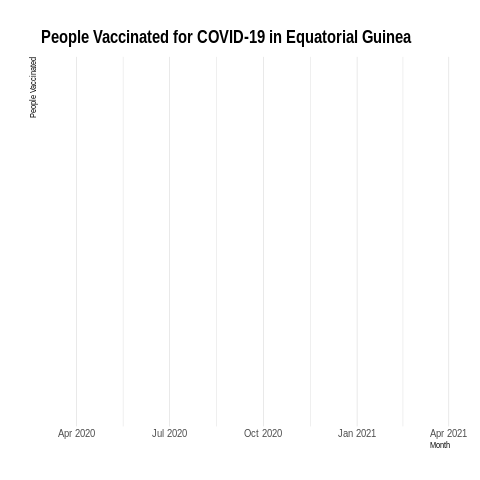 People Vaccinated for COVID-19 in Equatorial Guinea
People Vaccinated
Apr 2020 Jul 2020 Oct 2020 Jan 2021 Apr 2021
Month